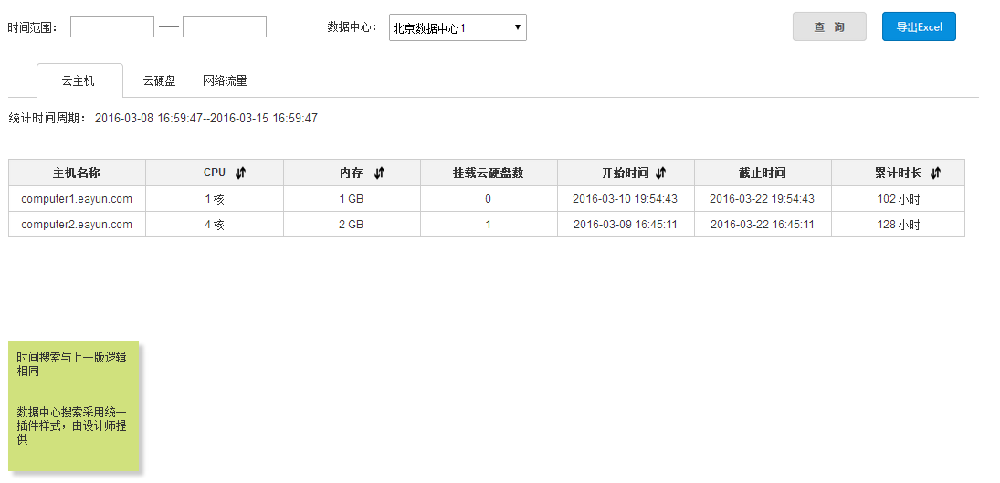 时间范围： —— 数据中心： 北京数据中心1 查 询 导出Excel
云主机 云硬盘 网络流量
统计时间周期： 2016-03-08 16:59:47--2016-03-15 16:59:47
主机名称 CPU 内存 挂载云硬盘数 开始时间 截止时间 累计时长
computer1.eayun.com 1 核 1 GB 0 2016-03-10 19:54:43 2016-03-22 19:54:43 102 小时
computer2.eayun.com 4 核 2 GB 1 2016-03-09 16:45:11 2016-03-22 16:45:11 128 小时
时间搜索与上一版逻辑
相同
数据中心搜索采用统一
插件样式，由设计师提
供